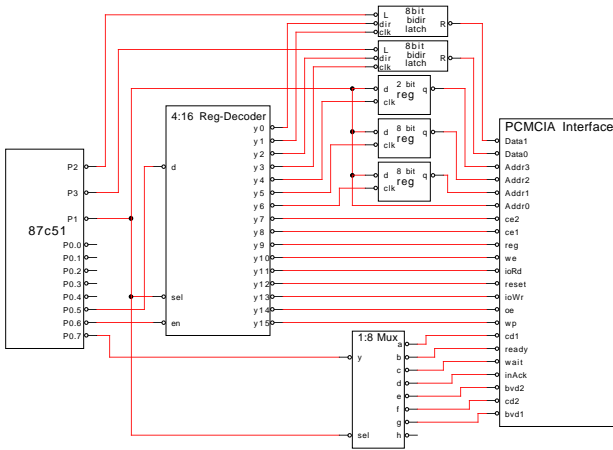 8bit
bidir
latch
L
dir
clk
R
8bit
bidir
latch
L
dir
clk
R
2 bit
reg
d
clk
q
8 bit
reg
d
clk
q
8 bit
reg
d
clk
q
4:16 Reg-Decoder
d
sel
en
y0
y1
y2
y3
y4
y5
y6
y7
y8
y9
y10
y11
y12
y13
y14
y15
87c51
P2
P3
P1
P0.0
P0.1
P0.2
P0.3
P0.4
P0.5
P0.6
P0.7
1:8 Mux
y
sel
a
b
c
d
e
f
g
h
PCMCIA Interface
Data1
Data0
Addr3
Addr2
Addr1
Addr0
ce2
ce1
reg
we
ioRd
reset
ioWr
oe
wp
cd1
ready
wait
inAck
bvd2
cd2
bvd1